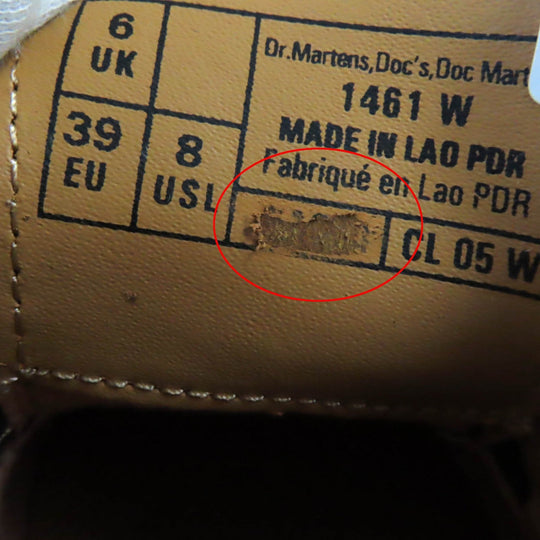 6
UK
39
EU
8
USL
Dr.Martens,Doc's,Doc Mart
1461 W
MADE IN LAO PDR
Fabriqué en Lao PDR
CL 05 W